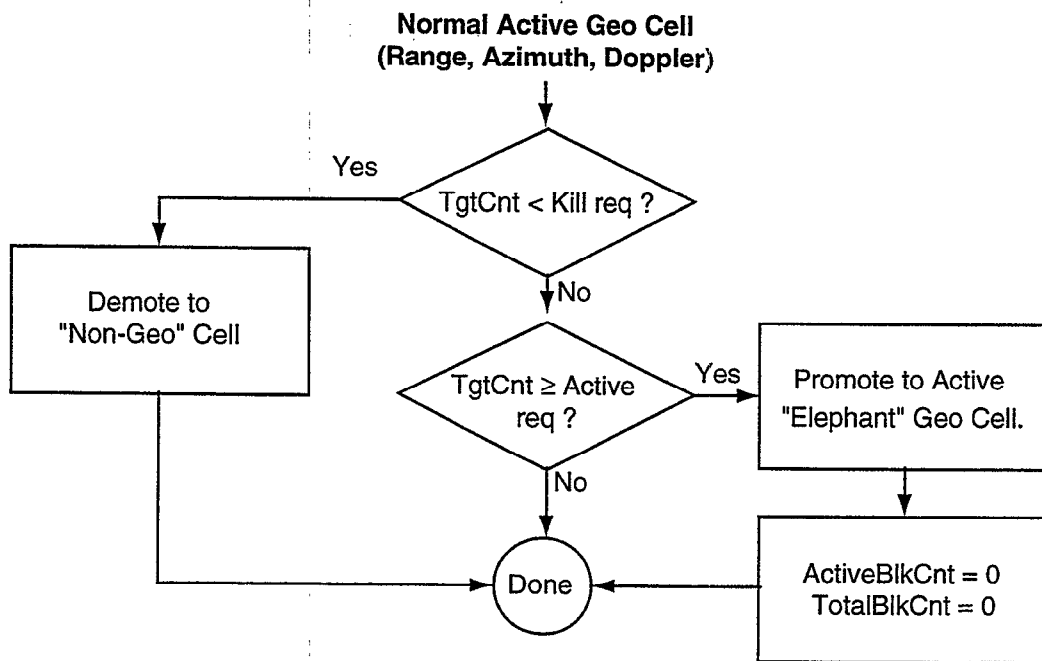 Normal Active Geo Cell
(Range, Azimuth, Doppler)
Yes
TgtCnt < Kill req ?
No
Demote to
"Non-Geo" Cell
TgtCnt ≥ Active
req ?
Yes
Promote to Active
"Elephant" Geo Cell.
No
Done
ActiveBlkCnt = 0
TotalBlkCnt = 0